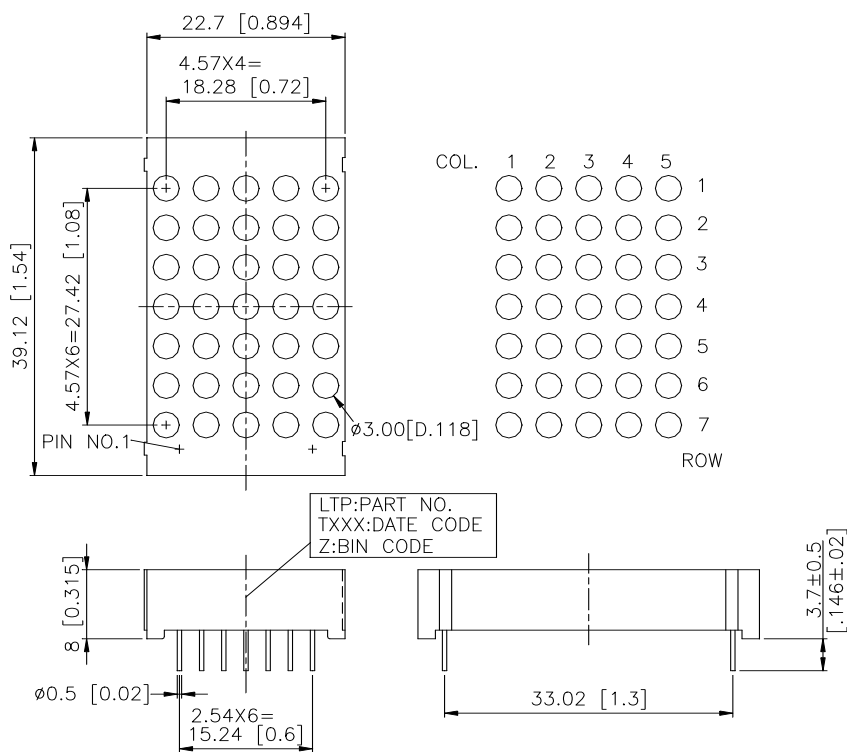 22.7 [0.894]
4.57X4=
18.28 [0.72]
39.12 [1.54]
4.57X6=27.42 [1.08]
PIN NO.1
ø3.00[D.118]
COL. 1 2 3 4 5
1
2
3
4
5
6
7
ROW
LTP:PART NO.
TXXX:DATE CODE
Z:BIN CODE
8 [0.315]
ø0.5 [0.02]
2.54X6=
15.24 [0.6]
33.02 [1.3]
3.7±0.5
[.146±.02]